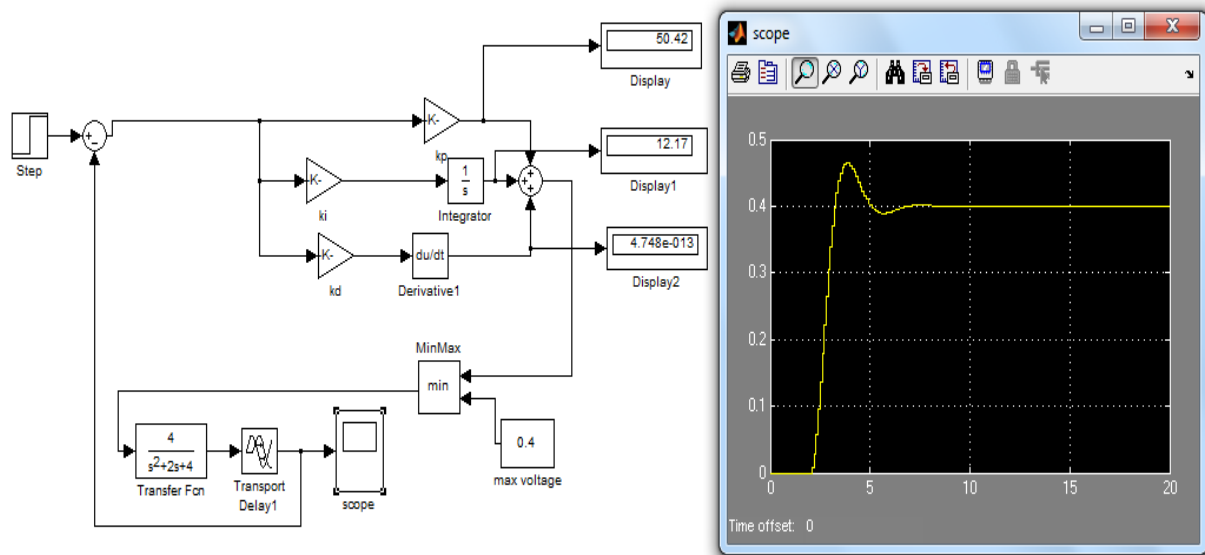 50.42
Display
K-
kp
Step
12.17
Display1
K-
ki
1
s
Integrator
4.748e-013
Display2
K-
kd
du/dt
Derivative1
MinMax
min
0.4
max voltage
4
s²+2s+4
Transfer Fcn
Transport
Delay1
scope
scope
0.5
0.4
0.3
0.2
0.1
0
0 5 10 15 20
Time offset: 0